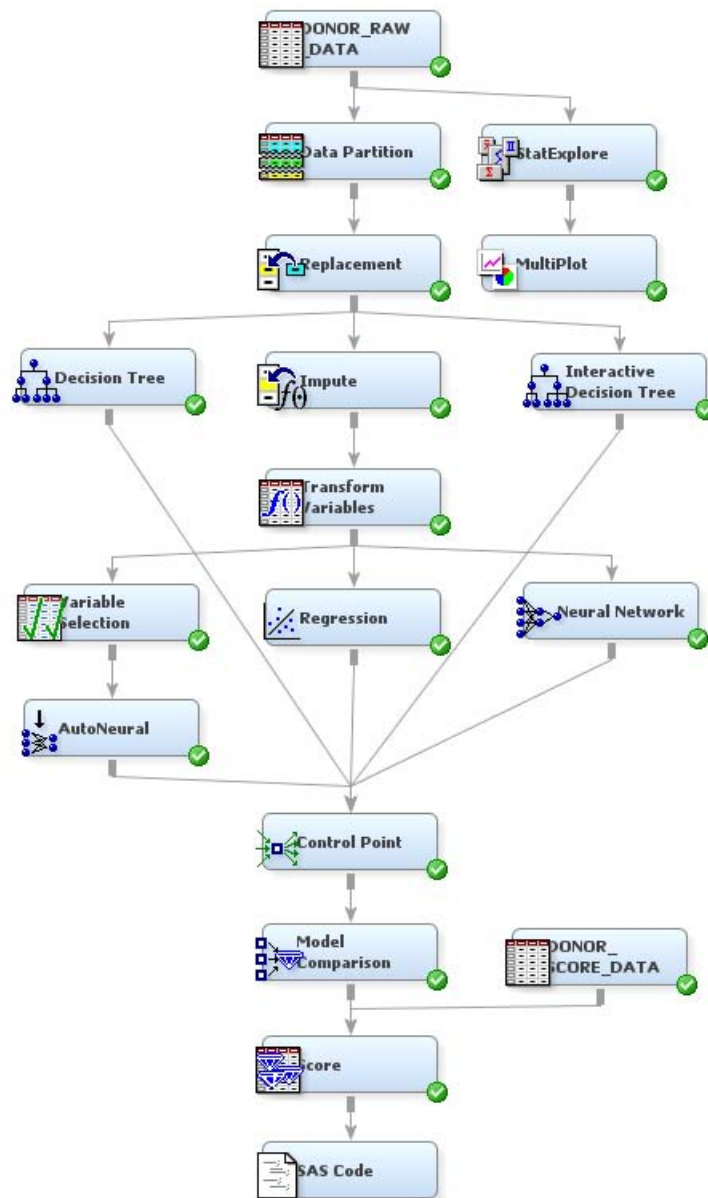 DONOR_RAW
_DATA
Data Partition
StatExplore
Replacement
MultiPlot
Decision Tree
Impute
Interactive
Decision Tree
Transform
Variables
Variable
Selection
Regression
Neural Network
AutoNeural
Control Point
Model
Comparison
DONOR_
SCORE_DATA
Score
SAS Code